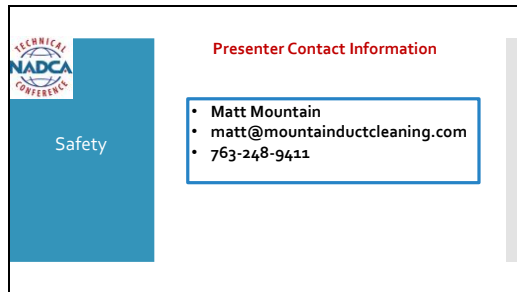 TECHNICAL
NADCA
CONFERENCE
Presenter Contact Information
Safety
• Matt Mountain
• matt@mountainductcleaning.com
• 763-248-9411